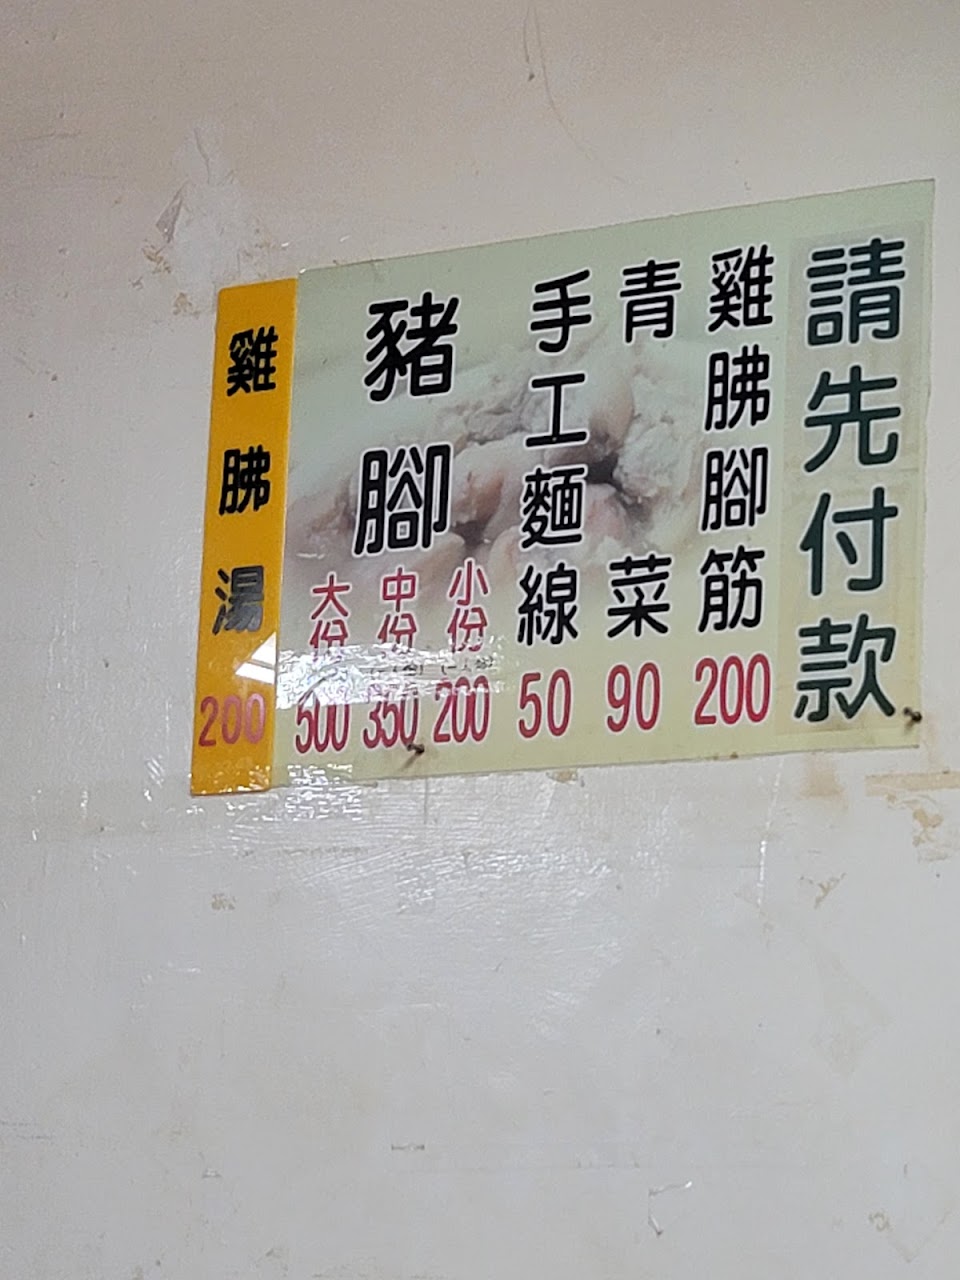 請先付款
雞胇腳筋 200
青菜 90
手工麵線 50
豬腳
小份 200
中份 350
大份 500
雞胇湯 200